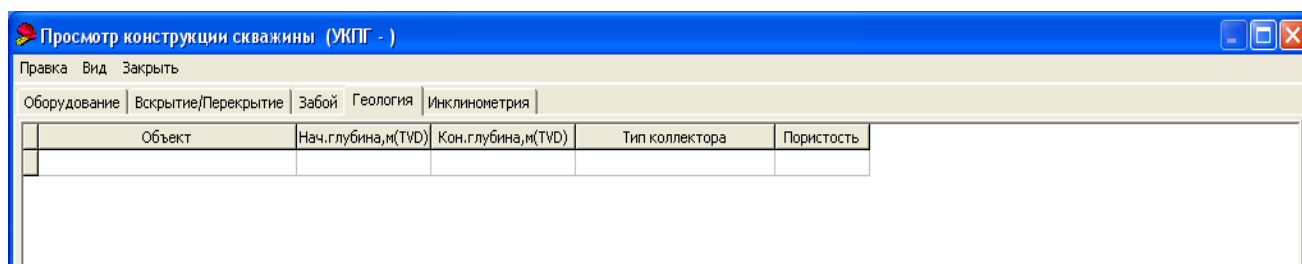 Просмотр конструкции скважины (УКПГ - )
Правка Вид Закрыть
Оборудование Вскрытие/Перекрытие Забой Геология Инклинометрия
Объект Нач.глубина,м(TVD) Кон.глубина,м(TVD) Тип коллектора Пористость